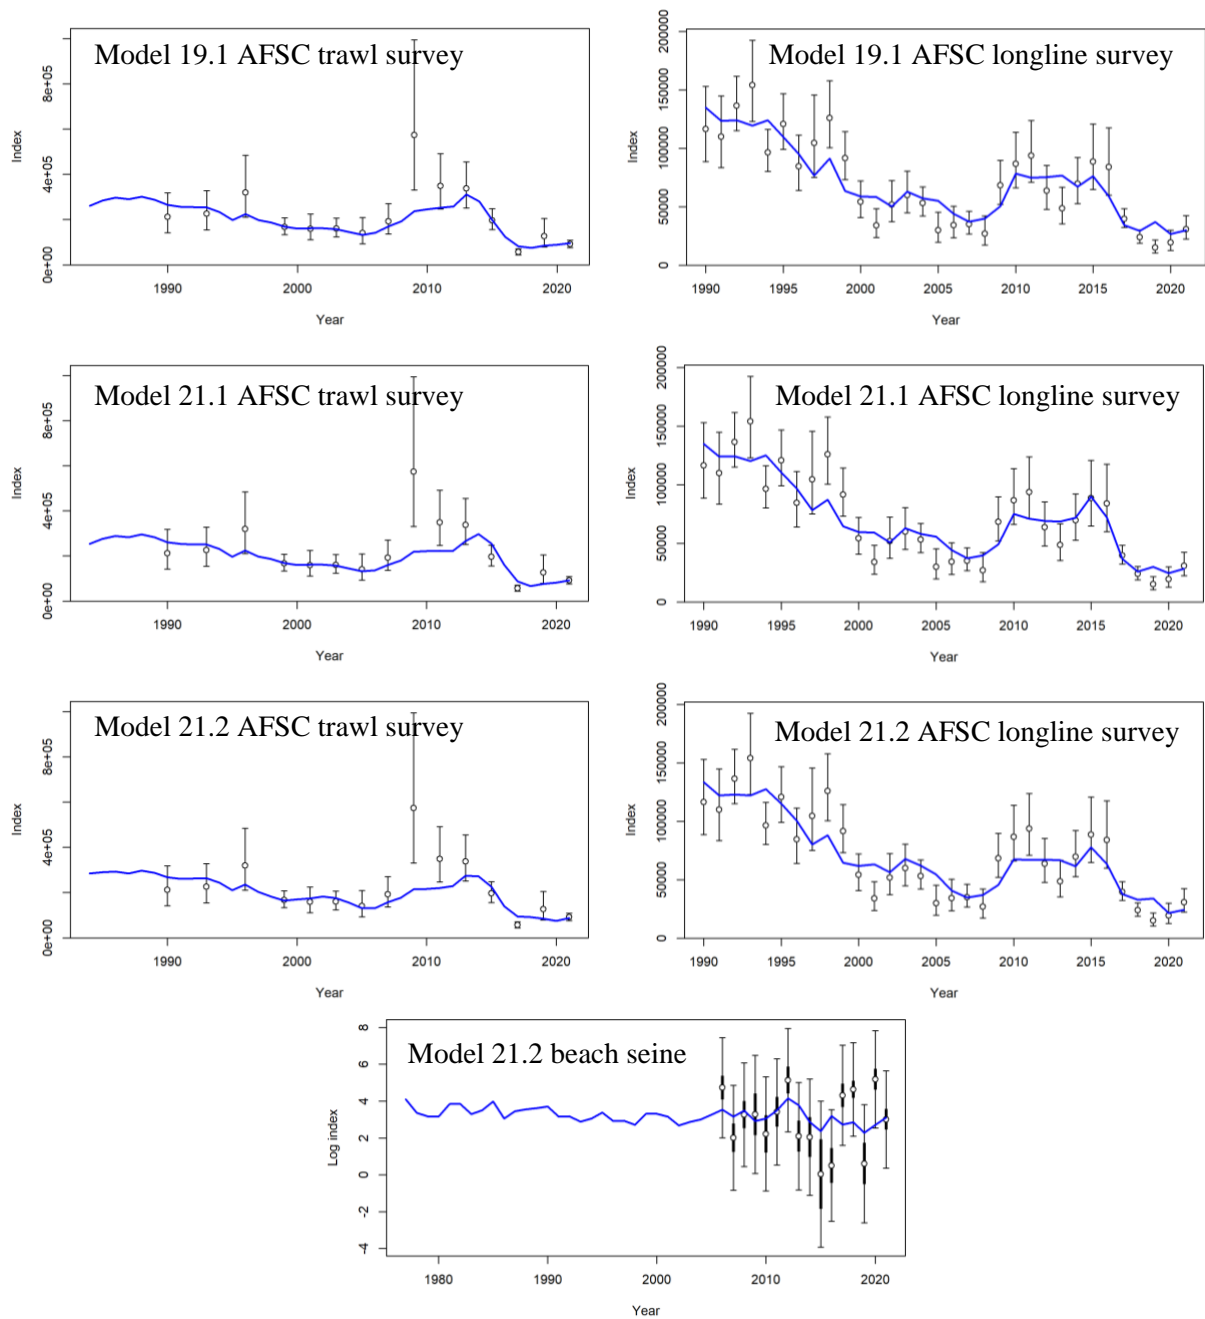 Model 19.1 AFSC trawl survey
Index
8e+05
4e+05
0e+00
1990 2000 2010 2020
Year
Model 19.1 AFSC longline survey
Index
200000
150000
100000
50000
0
1990 1995 2000 2005 2010 2015 2020
Year
Model 21.1 AFSC trawl survey
Index
8e+05
4e+05
0e+00
1990 2000 2010 2020
Year
Model 21.1 AFSC longline survey
Index
200000
150000
100000
50000
0
1990 1995 2000 2005 2010 2015 2020
Year
Model 21.2 AFSC trawl survey
Index
8e+05
4e+05
0e+00
1990 2000 2010 2020
Year
Model 21.2 AFSC longline survey
Index
200000
150000
100000
50000
0
1990 1995 2000 2005 2010 2015 2020
Year
Model 21.2 beach seine
Log index
8
6
4
2
0
-2
-4
1980 1990 2000 2010 2020
Year